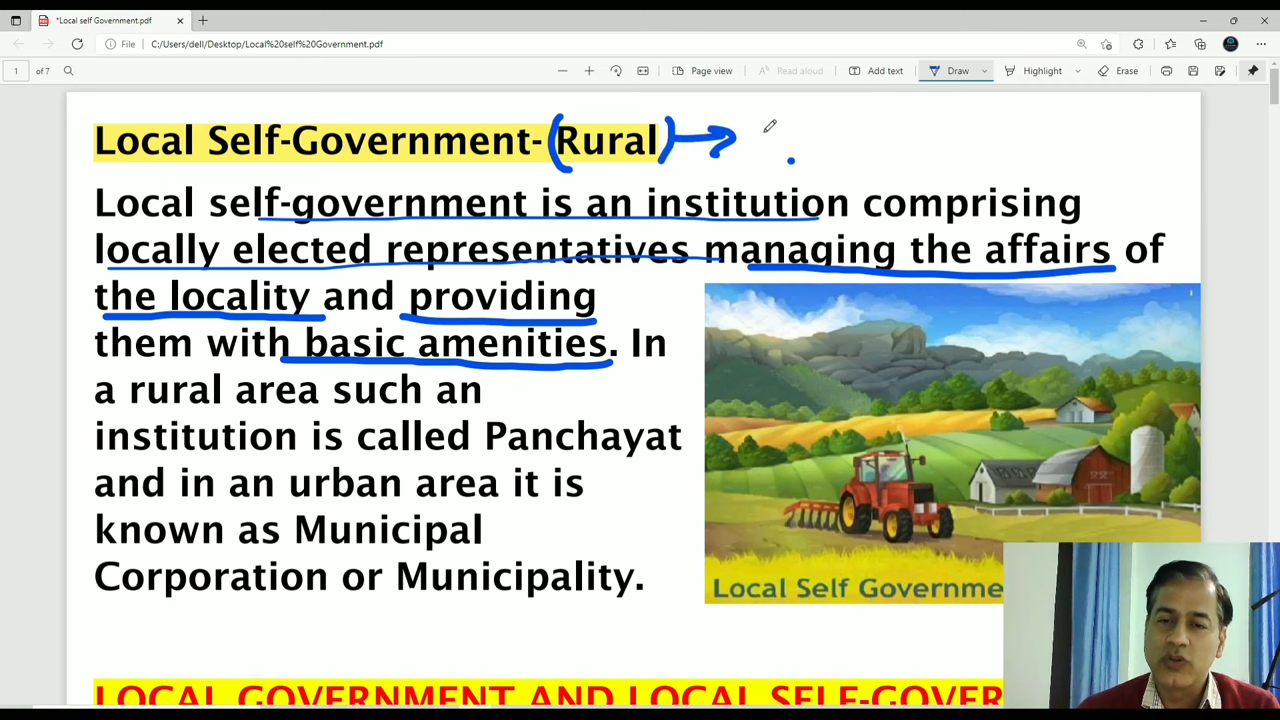 *Local self Government.pdf
File C:/Users/dell/Desktop/Local%20self%20Government.pdf
1 of 7 Page view Read aloud Add text Draw Highlight Erase
Local Self-Government- (Rural)
Local self-government is an institution comprising
locally elected representatives managing the affairs of
the locality and providing
them with basic amenities. In
a rural area such an
institution is called Panchayat
and in an urban area it is
known as Municipal
Corporation or Municipality.
Local Self Governme
LOCAL GOVERNMENT AND LOCAL SELF-GOVER